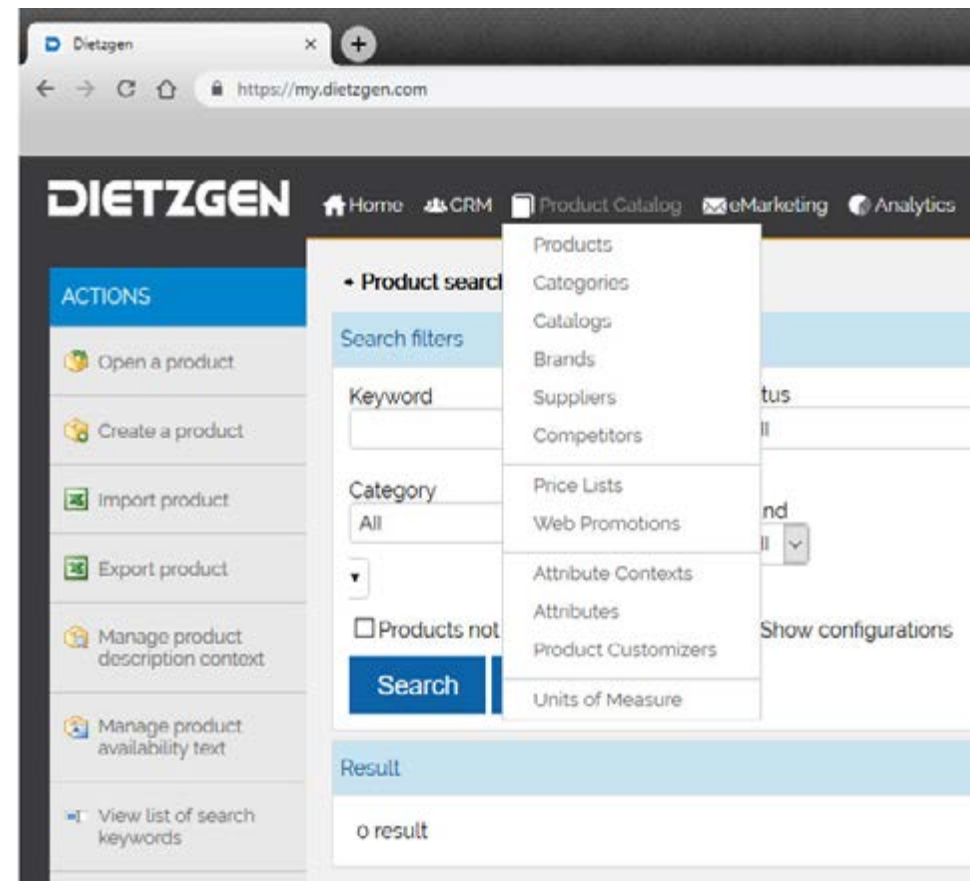 Dietzgen
https://my.dietzgen.com
DIETZGEN
Home CRM Product Catalog eMarketing Analytics
Products
Categories
Catalogs
Brands
Suppliers
Competitors
Price Lists
Web Promotions
Attribute Contexts
Attributes
Product Customizers
Units of Measure
ACTIONS
Open a product
Create a product
Import product
Export product
Manage product
description context
Manage product
availability text
View list of search
keywords
Product search
Search filters
Keyword
tus
Category
All
nd
Products not
Show configurations
Search
Result
0 result